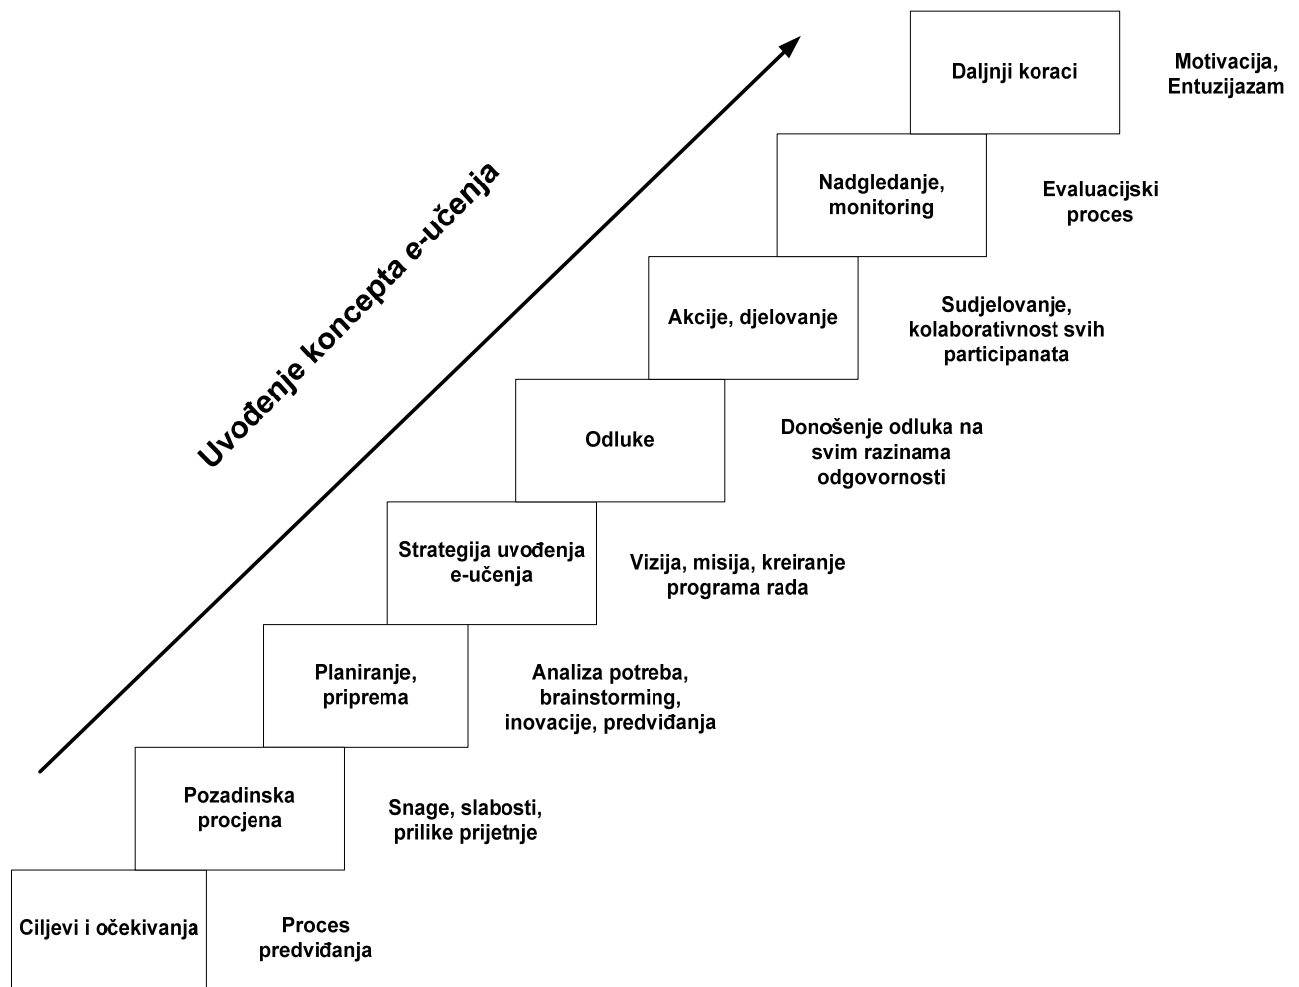 Daljnji koraci
Motivacija,
Entuzijazam
Nadgledanje,
monitoring
Evaluacijski
proces
Uvođenje koncepta e-učenja
Akcije, djelovanje
Sudjelovanje,
kolaborativnost svih
participanata
Odluke
Donošenje odluka na
svim razinama
odgovornosti
Strategija uvođenja
e-učenja
Vizija, misija, kreiranje
programa rada
Planiranje,
priprema
Analiza potreba,
brainstorming,
inovacije, predviđanja
Pozadinska
procjena
Snage, slabosti,
prilike prijetnje
Ciljevi i očekivanja
Proces
predviđanja